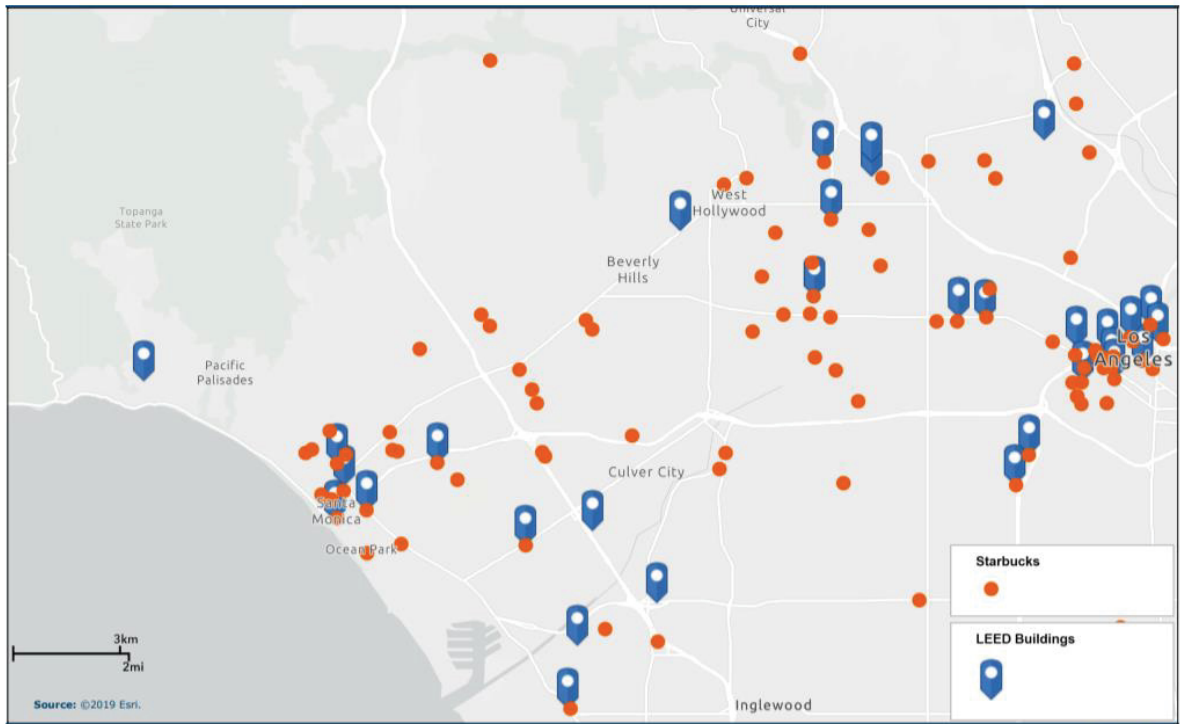 Universal
City
Topanga
State Park
West
Hollywood
Beverly
Hills
Los
Angeles
Pacific
Palisades
Culver City
Santa
Monica
Ocean Park
Starbucks
3km
2mi
LEED Buildings
Source: ©2019 Esri.
Inglewood